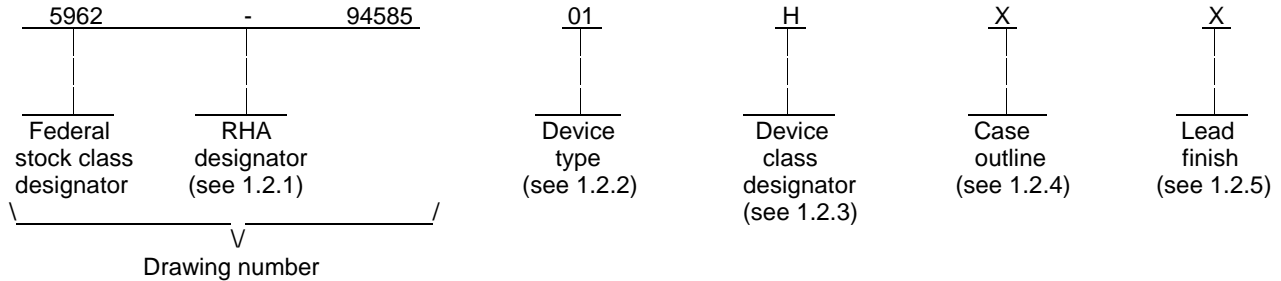 5962 - 94585 01 H X X
Federal stock class designator
RHA designator (see 1.2.1)
Device type (see 1.2.2)
Device class designator (see 1.2.3)
Case outline (see 1.2.4)
Lead finish (see 1.2.5)
Drawing number